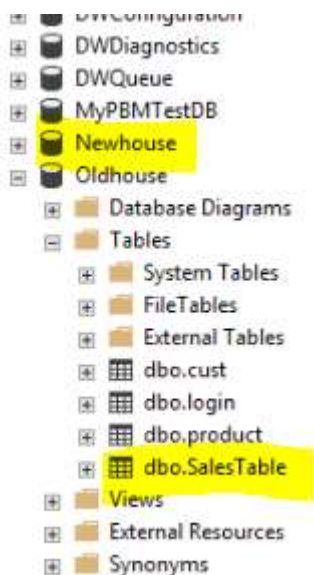 DWConfiguration
DWDiagnostics
DWQueue
MyPBMTestDB
Newhouse
Oldhouse
Database Diagrams
Tables
System Tables
FileTables
External Tables
dbo.cust
dbo.login
dbo.product
dbo.SalesTable
Views
External Resources
Synonyms